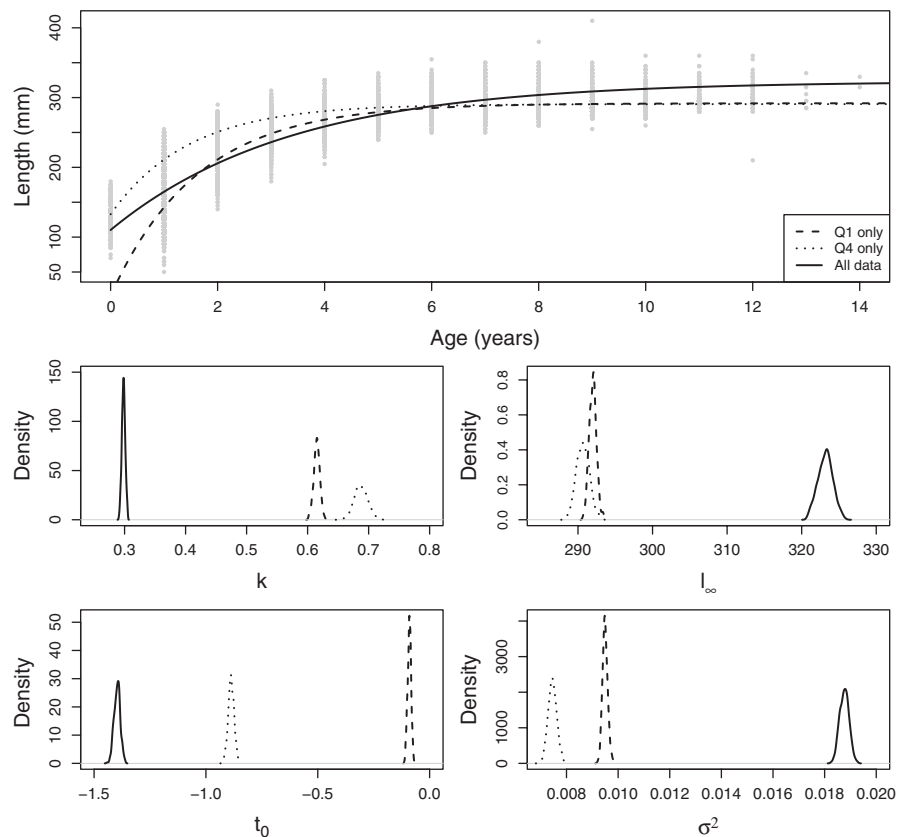 400
300
200
100
50
Length (mm)
0 2 4 6 8 10 12 14
Age (years)
Q1 only
Q4 only
All data
150
100
50
0
Density
0.3 0.4 0.5 0.6 0.7 0.8
k
0.8
0.6
0.4
0.2
0.0
Density
290 300 310 320 330
l∞
50
40
30
20
10
0
Density
−1.5 −1.0 −0.5 0.0
t0
3000
1000
0
Density
0.008 0.010 0.012 0.014 0.016 0.018 0.020
σ2